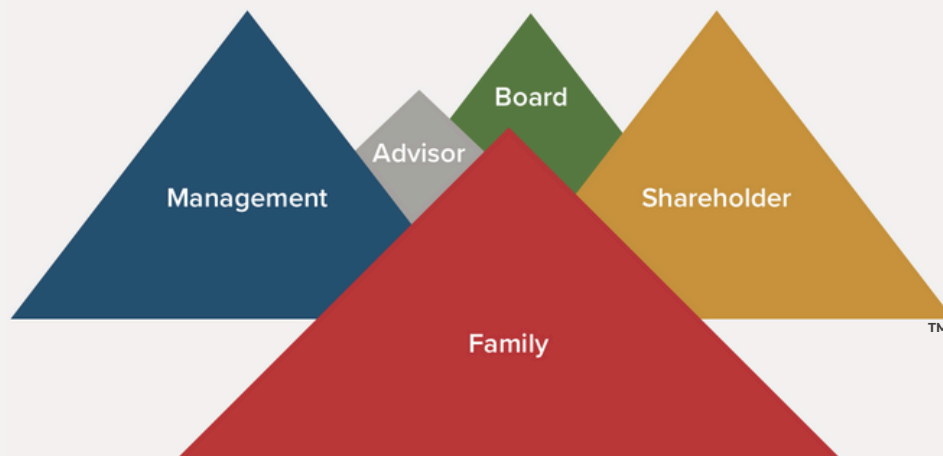 Board
Advisor
Management
Shareholder
TM
Family